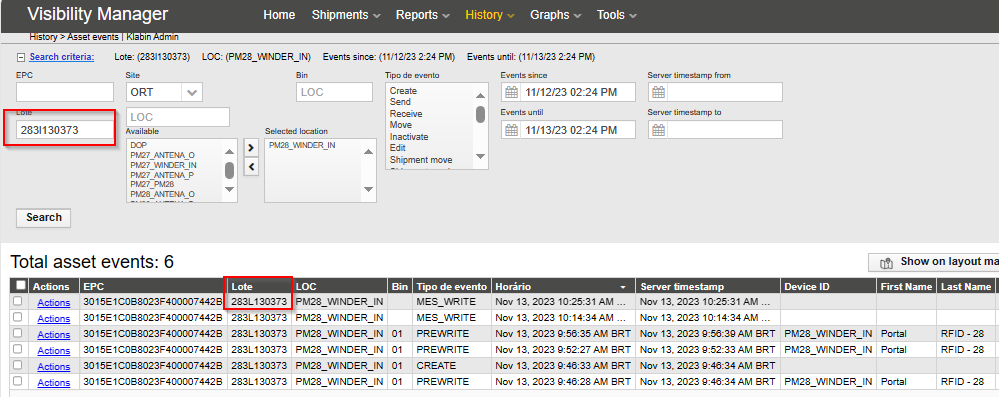 Visibility Manager Home Shipments Reports History Graphs Tools
History > Asset events | Klabin Admin
Search criteria: Lote: (283I130373) LOC: (PM28_WINDER_IN) Events since: (11/12/23 2:24 PM) Events until: (11/13/23 2:24 PM)
EPC Site Bin Tipo de evento Events since Server timestamp from
ORT LOC 11/12/23 02:24 PM
Create
Send
Receive
Move
Inactivate
Edit
Shipment move
Lote LOC Events until Server timestamp to
283I130373 11/13/23 02:24 PM
Available Selected location
DOP PM28_WINDER_IN
PM27_ANTENA_O
PM27_WINDER_IN
PM27_ANTENA_P
PM27_PM28
PM28_ANTENA_O
Search
Total asset events: 6 Show on layout ma
Actions EPC Lote LOC Bin Tipo de evento Horário Server timestamp Device ID First Name Last Name
Actions 3015E1C0B8023F400007442B 283L130373 PM28_WINDER_IN MES_WRITE Nov 13, 2023 10:25:31 AM ... Nov 13, 2023 10:25:31 AM ...
Actions 3015E1C0B8023F400007442B 283L130373 PM28_WINDER_IN MES_WRITE Nov 13, 2023 10:14:34 AM ... Nov 13, 2023 10:14:34 AM ...
Actions 3015E1C0B8023F400007442B 283L130373 PM28_WINDER_IN 01 PREWRITE Nov 13, 2023 9:56:35 AM BRT Nov 13, 2023 9:56:39 AM BRT PM28_WINDER_IN Portal RFID - 28
Actions 3015E1C0B8023F400007442B 283L130373 PM28_WINDER_IN 01 PREWRITE Nov 13, 2023 9:52:27 AM BRT Nov 13, 2023 9:52:33 AM BRT PM28_WINDER_IN Portal RFID - 28
Actions 3015E1C0B8023F400007442B 283L130373 PM28_WINDER_IN 01 CREATE Nov 13, 2023 9:46:33 AM BRT Nov 13, 2023 9:46:34 AM BRT
Actions 3015E1C0B8023F400007442B 283L130373 PM28_WINDER_IN 01 PREWRITE Nov 13, 2023 9:46:28 AM BRT Nov 13, 2023 9:46:34 AM BRT PM28_WINDER_IN Portal RFID - 28